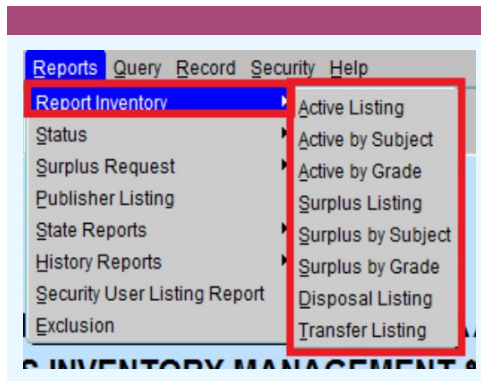 Reports Query Record Security Help
Report Inventory
Status
Surplus Request
Publisher Listing
State Reports
History Reports
Security User Listing Report
Exclusion
Active Listing
Active by Subject
Active by Grade
Surplus Listing
Surplus by Subject
Surplus by Grade
Disposal Listing
Transfer Listing
S INVENTORY MANAGEMENT &